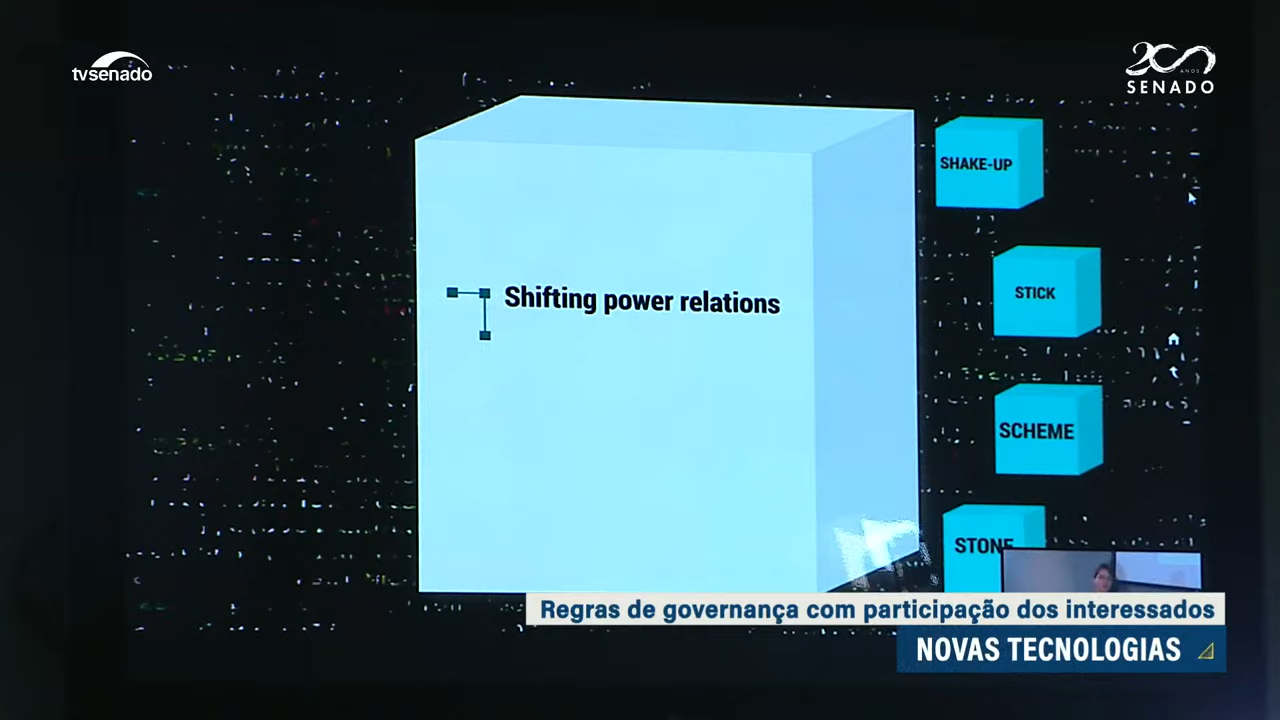 tvsenado
200
ANOS
SENADO
SHAKE-UP
Shifting power relations
STICK
SCHEME
STONE
Regras de governança com participação dos interessados
NOVAS TECNOLOGIAS